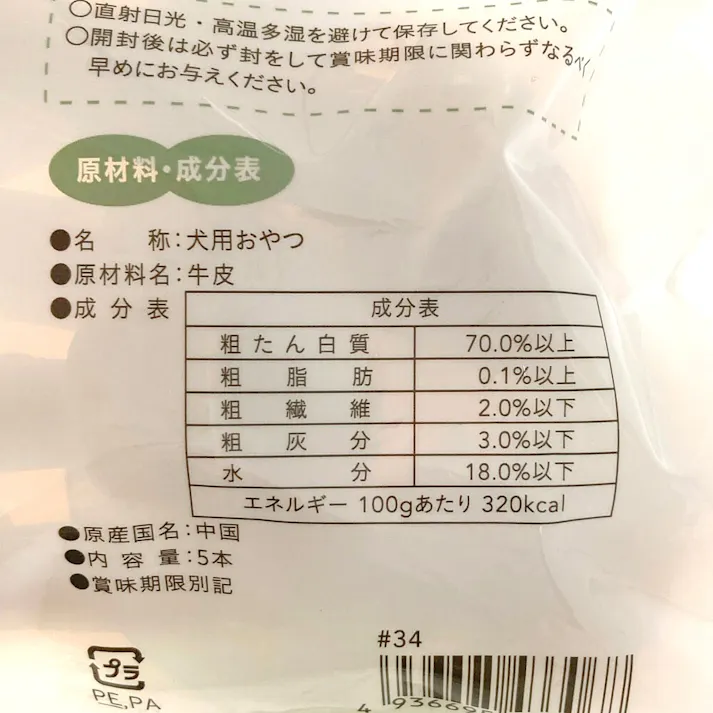 ○直射日光・高温多湿を避けて保存してください。
○開封後は必ず封をして賞味期限に関わらずなるべく
早めにお与えください。
原材料・成分表
●名　称：犬用おやつ
●原材料名：牛皮
●成分表
成分表
粗たん白質 70.0%以上
粗脂肪 0.1%以上
粗繊維 2.0%以下
粗灰分 3.0%以下
水分 18.0%以下
エネルギー 100gあたり 320kcal
●原産国名：中国
●内容量：5本
●賞味期限別記
#34
プラ
PE,PA
4 93669